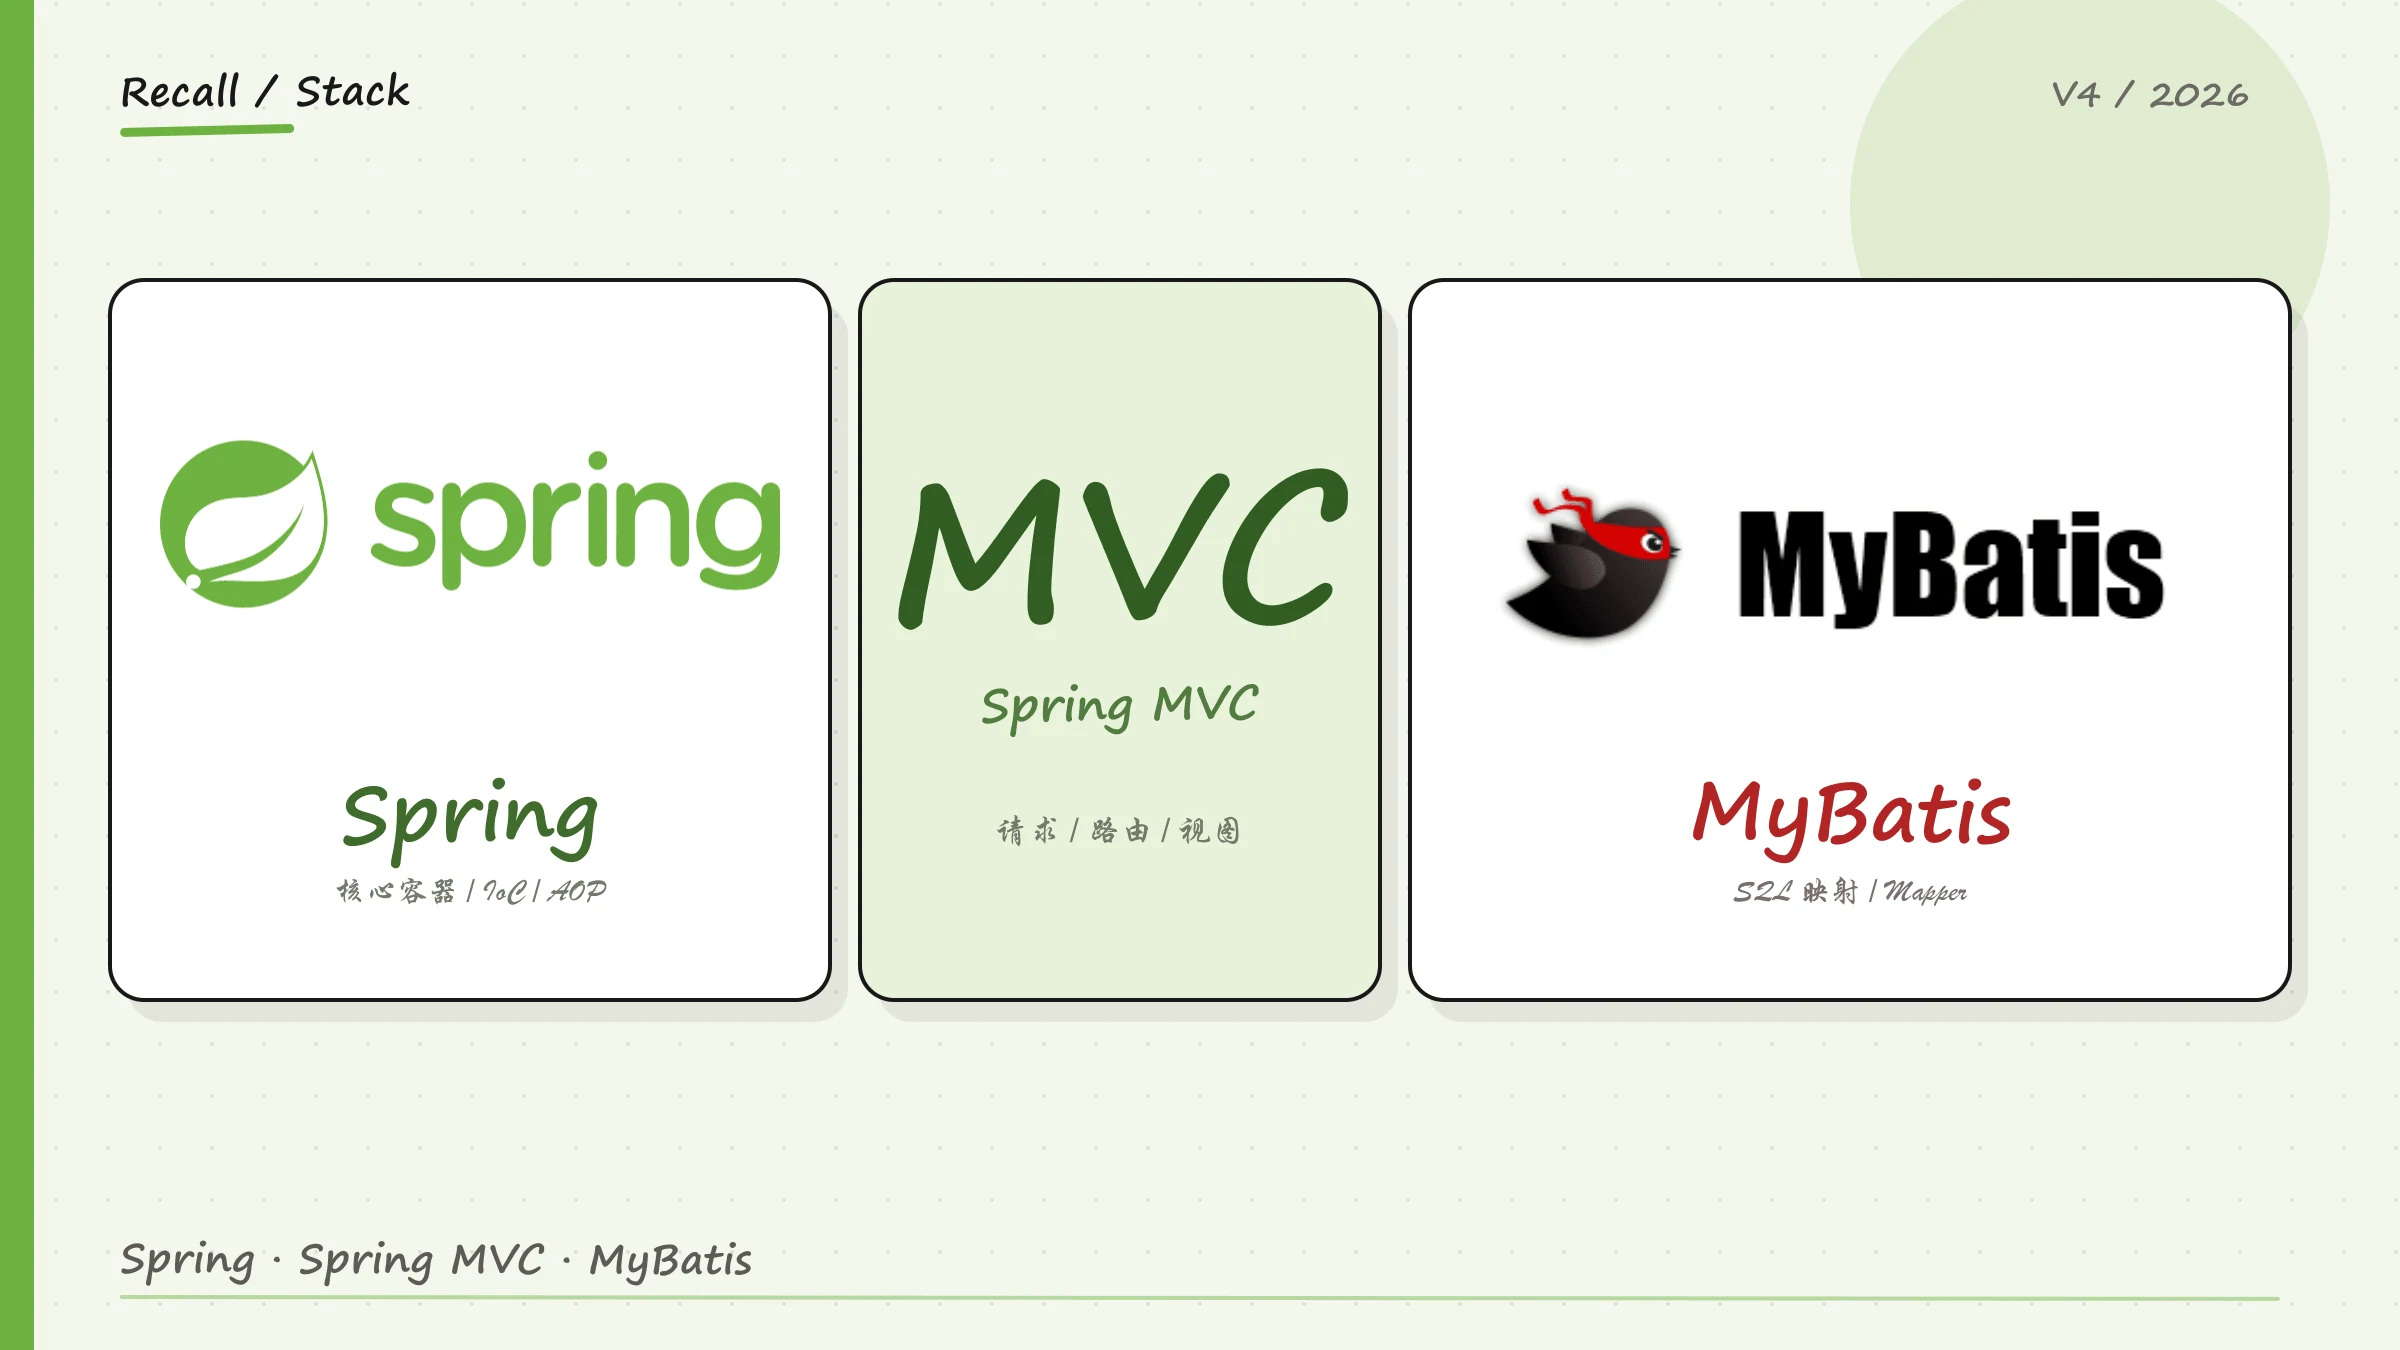 Recall / Stack
V4 / 2026
spring
Spring
核心容器 / IoC / AOP
MVC
Spring MVC
请求 / 路由 / 视图
MyBatis
MyBatis
SQL 映射 / Mapper
Spring · Spring MVC · MyBatis